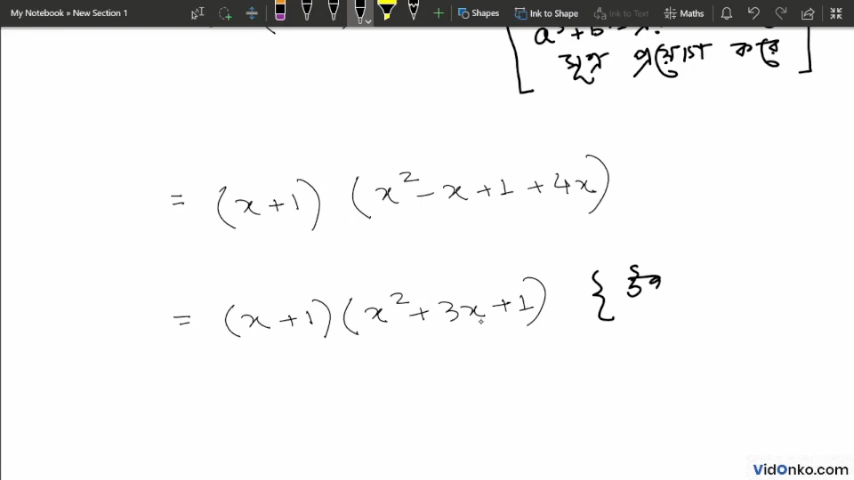 My Notebook » New Section 1
Shapes
Ink to Shape
Ink to Text
Maths
সূত্র প্রয়োগ করে
= (x+1) (x² - x + 1 + 4x)
= (x+1)(x² + 3x + 1) {
VidOnko.com